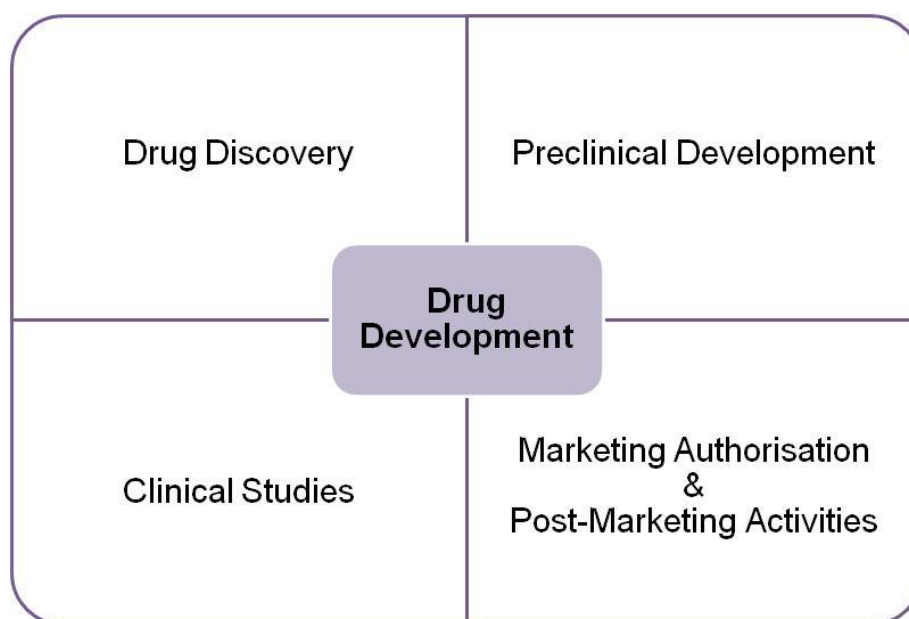 Drug Discovery
Preclinical Development
Drug
Development
Clinical Studies
Marketing Authorisation
&
Post-Marketing Activities